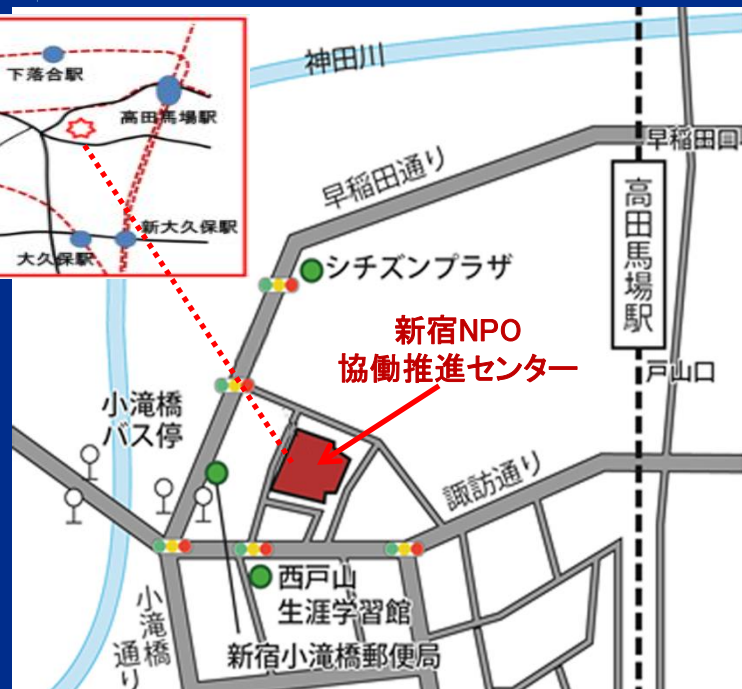 下落合駅
高田馬場駅
新大久保駅
大久保駅
神田川
早稲田通り
早稲田口
高田馬場駅
シチズンプラザ
新宿NPO
協働推進センター
戸山口
小滝橋
バス停
諏訪通り
西戸山
生涯学習館
小滝橋
通り
新宿小滝橋郵便局